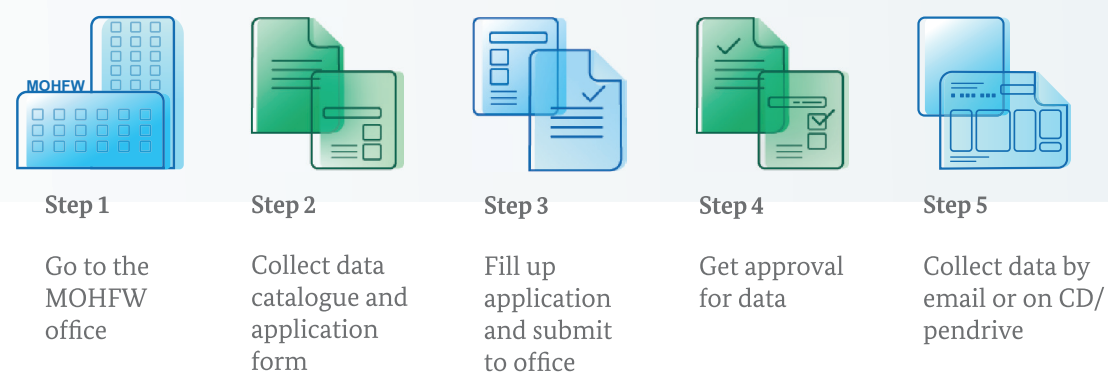 MOHFW
Step 1
Go to the
MOHFW
office
Step 2
Collect data
catalogue and
application
form
Step 3
Fill up
application
and submit
to office
Step 4
Get approval
for data
Step 5
Collect data by
email or on CD/
pendrive